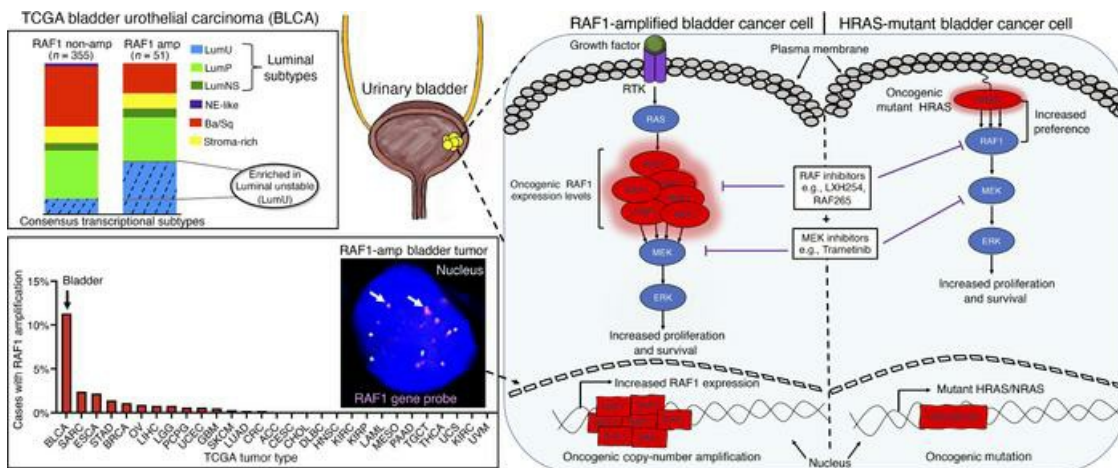 TCGA bladder urothelial carcinoma (BLCA)
RAF1 non-amp
(n = 355)
RAF1 amp
(n = 51)
LumU
LumP
LumNS
Luminal
subtypes
NE-like
Ba/Sq
Stroma-rich
Enriched in
Luminal unstable
(LumU)
Consensus transcriptional subtypes
Urinary bladder
RAF1-amp bladder tumor
Nucleus
RAF1 gene probe
Cases with RAF1 amplification
15%
10%
5%
0%
Bladder
BLCA
SARC
ESCA
STAD
BRCA
OV
LIHC
LGG
PCPG
UCEC
GBM
SKCM
LUAD
CRC
ACC
CESC
CHOL
DLBC
HNSC
KIRC
KIRP
LAML
MESO
PAAD
TGCT
THCA
UCS
KIRC
UVM
TCGA tumor type
RAF1-amplified bladder cancer cell
HRAS-mutant bladder cancer cell
Growth factor
RTK
Plasma membrane
RAS
Oncogenic RAF1
expression levels
MEK
ERK
Increased proliferation
and survival
Oncogenic
mutant HRAS
Increased
preference
RAF1
MEK
ERK
Increased proliferation
and survival
RAF inhibitors
e.g., LXH254,
RAF265
+
MEK inhibitors
e.g., Trametinib
Increased RAF1 expression
Oncogenic copy-number amplification
Mutant HRAS/NRAS
Oncogenic mutation
Nucleus